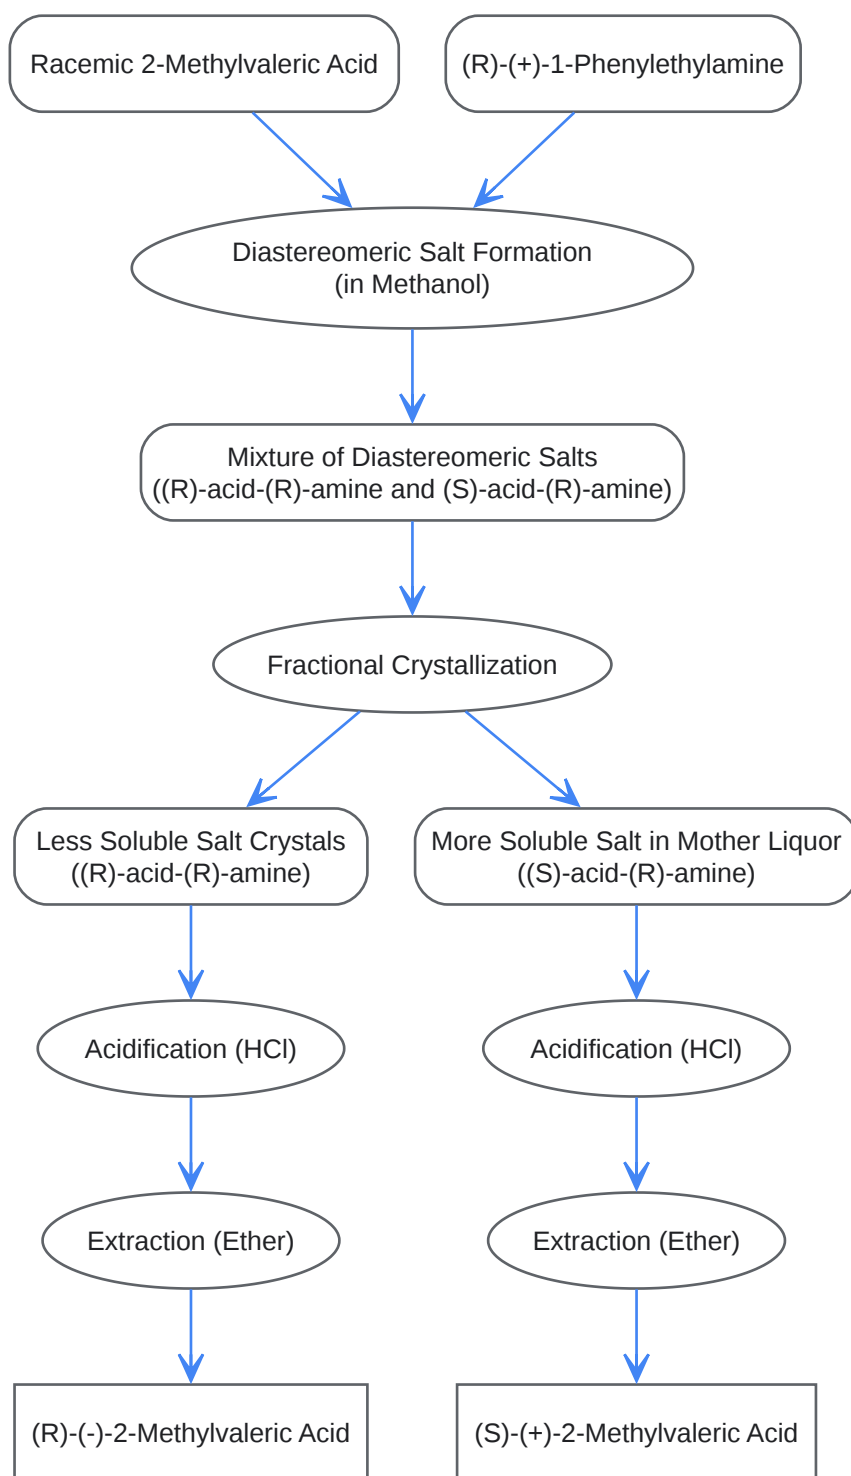 Racemic 2-Methylvaleric Acid
(R)-(+)-1-Phenylethylamine
Diastereomeric Salt Formation
(in Methanol)
Mixture of Diastereomeric Salts
((R)-acid-(R)-amine and (S)-acid-(R)-amine)
Fractional Crystallization
Less Soluble Salt Crystals
((R)-acid-(R)-amine)
More Soluble Salt in Mother Liquor
((S)-acid-(R)-amine)
Acidification (HCl)
Acidification (HCl)
Extraction (Ether)
Extraction (Ether)
(R)-(-)-2-Methylvaleric Acid
(S)-(+)-2-Methylvaleric Acid